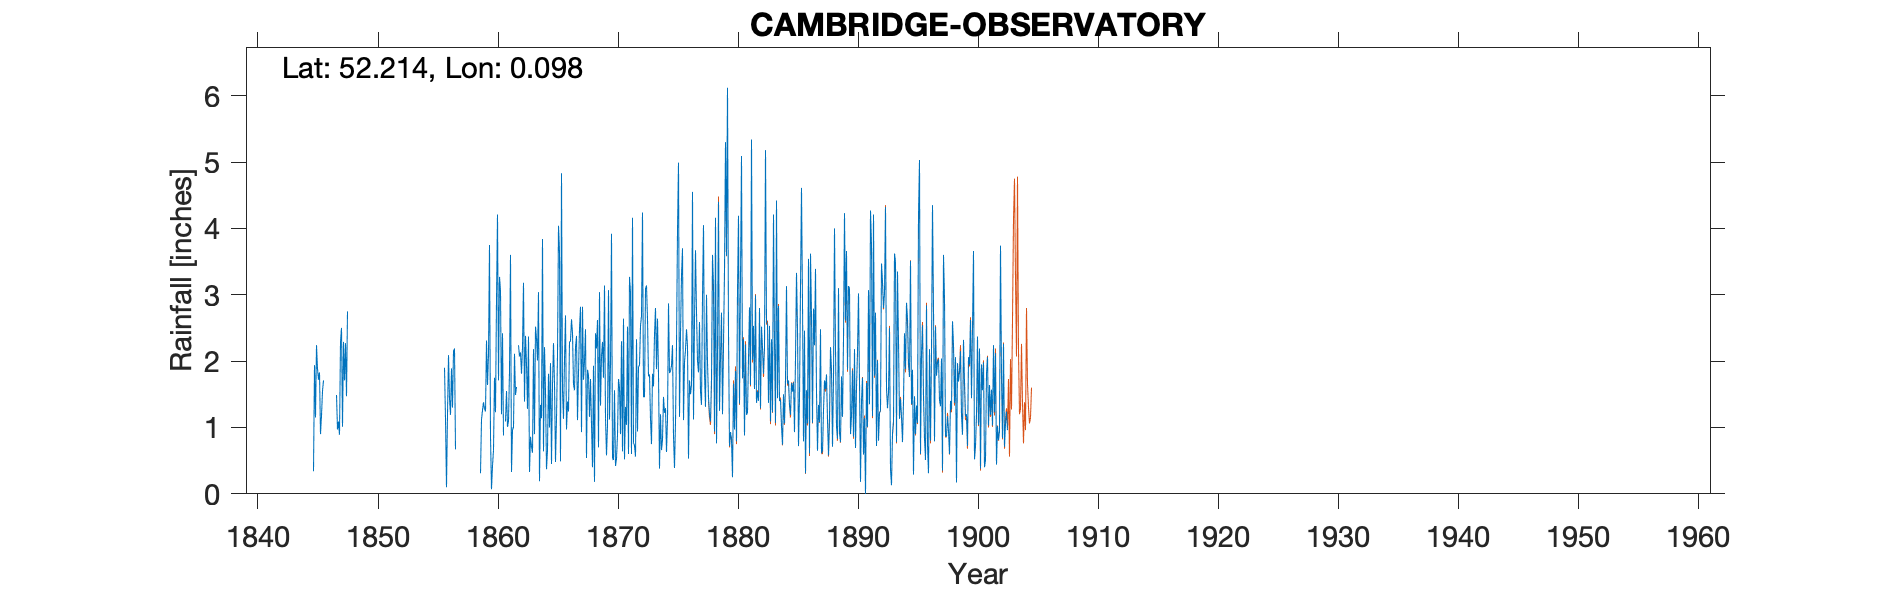 CAMBRIDGE-OBSERVATORY
Lat: 52.214, Lon: 0.098
Rainfall [inches]
6
5
4
3
2
1
0
1840 1850 1860 1870 1880 1890 1900 1910 1920 1930 1940 1950 1960
Year